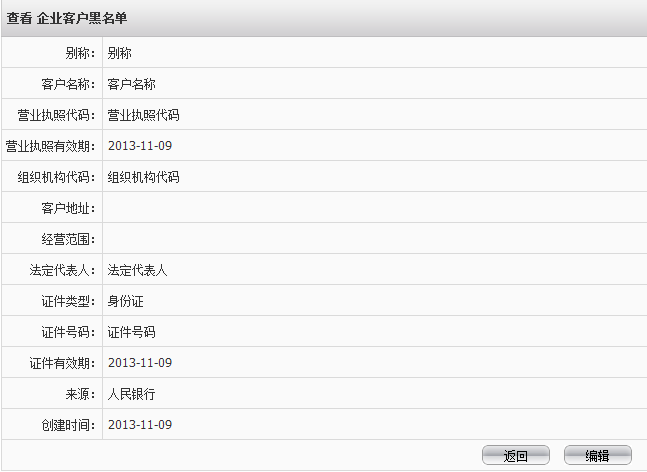 查看 企业客户黑名单
别称： 别称
客户名称： 客户名称
营业执照代码： 营业执照代码
营业执照有效期： 2013-11-09
组织机构代码： 组织机构代码
客户地址：
经营范围：
法定代表人： 法定代表人
证件类型： 身份证
证件号码： 证件号码
证件有效期： 2013-11-09
来源： 人民银行
创建时间： 2013-11-09
返回 编辑